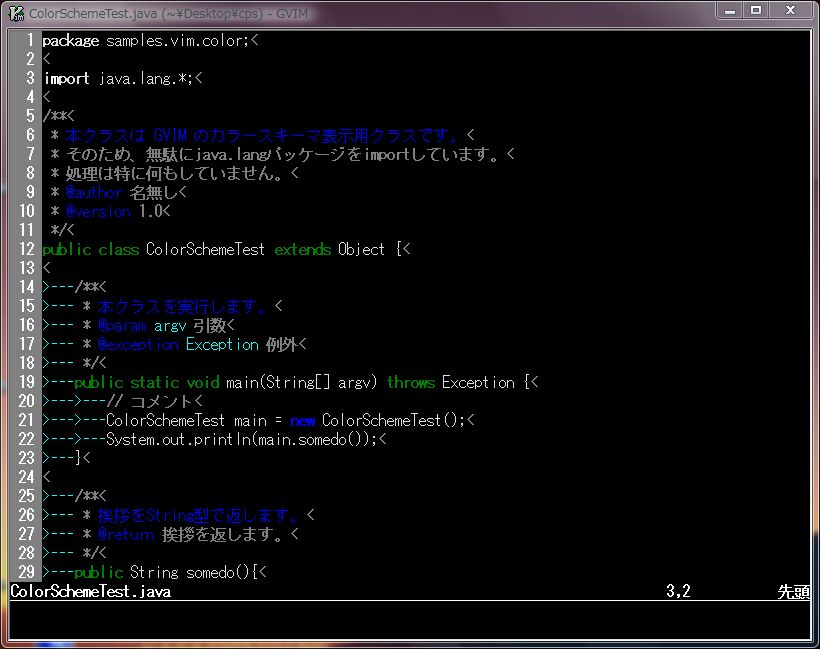 ColorSchemeTest.java (~¥Desktop¥cps) - GVIM
1 package samples.vim.color;<
2 <
3 import java.lang.*;<
4 <
5 /**<
6  * 本クラスは GVIM のカラースキーマ表示用クラスです。<
7  * そのため、無駄にjava.langパッケージをimportしています。<
8  * 処理は特に何もしていません。<
9  * @author 名無し<
10  * @version 1.0<
11  */<
12 public class ColorSchemeTest extends Object {<
13 <
14 >---/**<
15 >--- * 本クラスを実行します。<
16 >--- * @param argv 引数<
17 >--- * @exception Exception 例外<
18 >--- */<
19 >---public static void main(String[] argv) throws Exception {<
20 >--->---// コメント<
21 >--->---ColorSchemeTest main = new ColorSchemeTest();<
22 >--->---System.out.println(main.somedo());<
23 >---}<
24 <
25 >---/**<
26 >--- * 挨拶をString型で返します。<
27 >--- * @return 挨拶を返します。<
28 >--- */<
29 >---public String somedo(){<
ColorSchemeTest.java 3,2 先頭